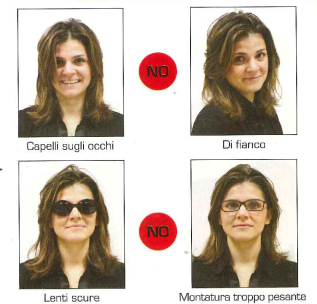 NO
Capelli sugli occhi
Di fianco
NO
Lenti scure
Montatura troppo pesante